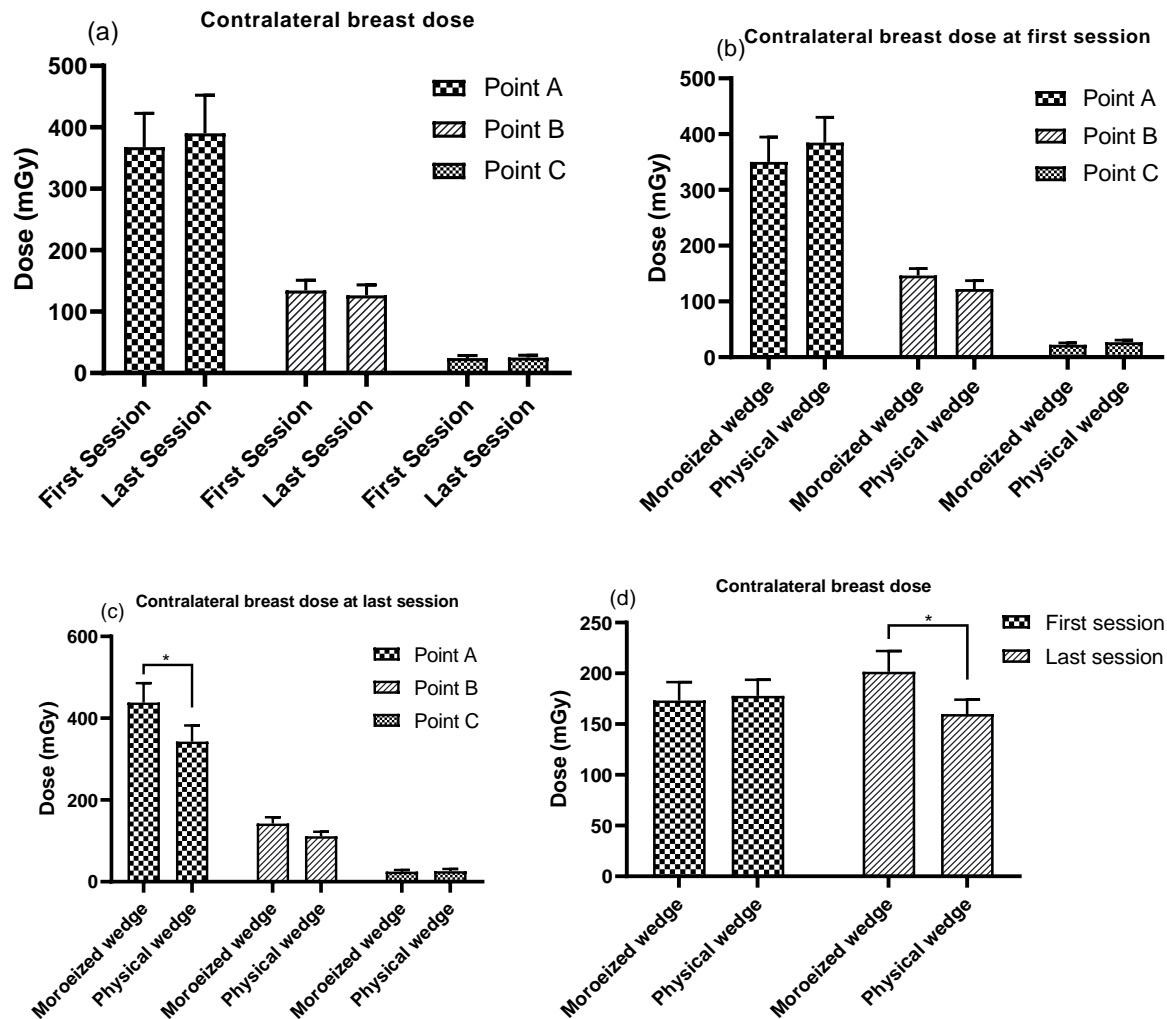 (a)
Contralateral breast dose
Dose (mGy)
500
400
300
200
100
0
Point A
Point B
Point C
First Session
Last Session
First Session
Last Session
First Session
Last Session
(b)
Contralateral breast dose at first session
Dose (mGy)
500
400
300
200
100
0
Point A
Point B
Point C
Moroeized wedge
Physical wedge
Moroeized wedge
Physical wedge
Moroeized wedge
Physical wedge
(c)
Contralateral breast dose at last session
Dose (mGy)
600
400
200
0
*
Point A
Point B
Point C
Moroeized wedge
Physical wedge
Moroeized wedge
Physical wedge
Moroeized wedge
Physical wedge
(d)
Contralateral breast dose
Dose (mGy)
250
200
150
100
50
0
*
First session
Last session
Moroeized wedge
Physical wedge
Moroeized wedge
Physical wedge